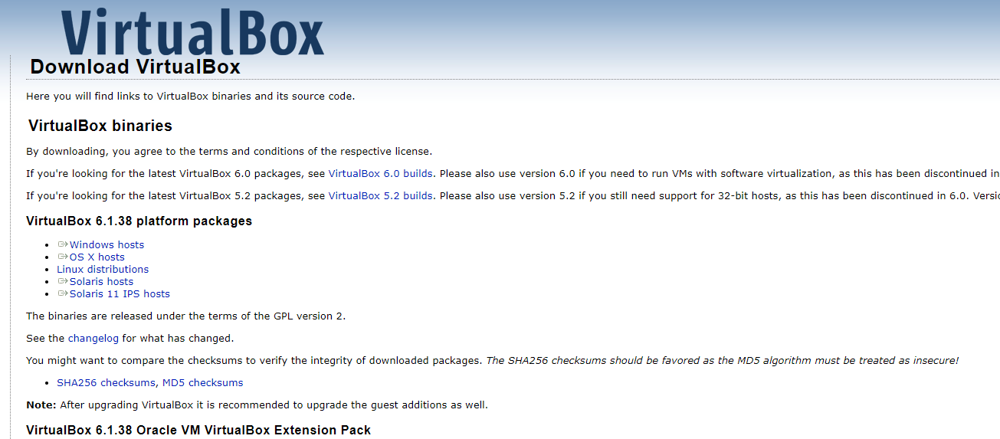 VirtualBox
Download VirtualBox
Here you will find links to VirtualBox binaries and its source code.
VirtualBox binaries
By downloading, you agree to the terms and conditions of the respective license.
If you're looking for the latest VirtualBox 6.0 packages, see VirtualBox 6.0 builds. Please also use version 6.0 if you need to run VMs with software virtualization, as this has been discontinued in
If you're looking for the latest VirtualBox 5.2 packages, see VirtualBox 5.2 builds. Please also use version 5.2 if you still need support for 32-bit hosts, as this has been discontinued in 6.0. Versio
VirtualBox 6.1.38 platform packages
Windows hosts
OS X hosts
Linux distributions
Solaris hosts
Solaris 11 IPS hosts
The binaries are released under the terms of the GPL version 2.
See the changelog for what has changed.
You might want to compare the checksums to verify the integrity of downloaded packages. The SHA256 checksums should be favored as the MD5 algorithm must be treated as insecure!
SHA256 checksums, MD5 checksums
Note: After upgrading VirtualBox it is recommended to upgrade the guest additions as well.
VirtualBox 6.1.38 Oracle VM VirtualBox Extension Pack